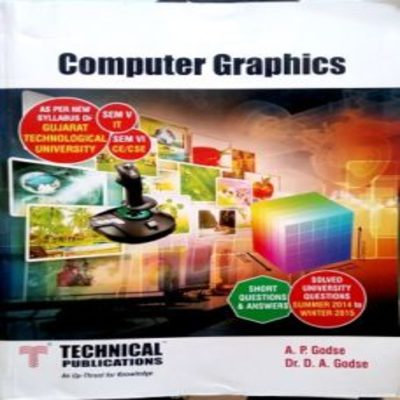 Computer Graphics
AS PER NEW
SYLLABUS OF
GUJARAT
TECHNOLOGICAL
UNIVERSITY
SEM V
IT
SEM VI
CE/CSE
SHORT
QUESTIONS
& ANSWERS
SOLVED
UNIVERSITY
QUESTIONS
SUMMER 2014 to
WINTER 2015
TECHNICAL
PUBLICATIONS
An Up-Thrust for Knowledge
A. P. Godse
Dr. D. A. Godse